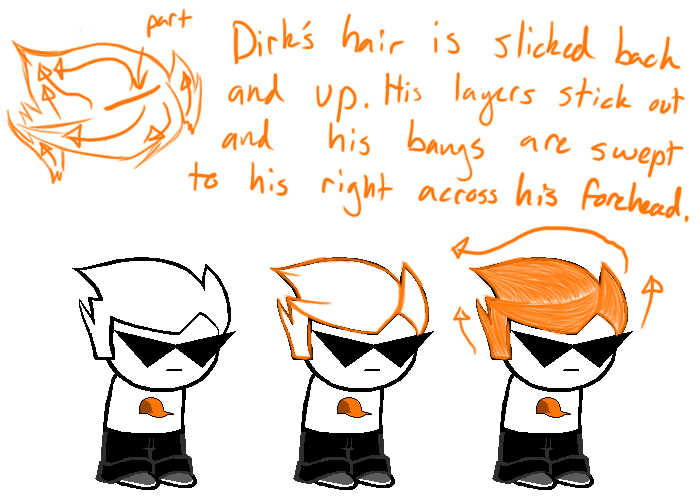 part
Dirk's hair is slicked back
and up. His layers stick out
and his bangs are swept
to his right across his forehead.